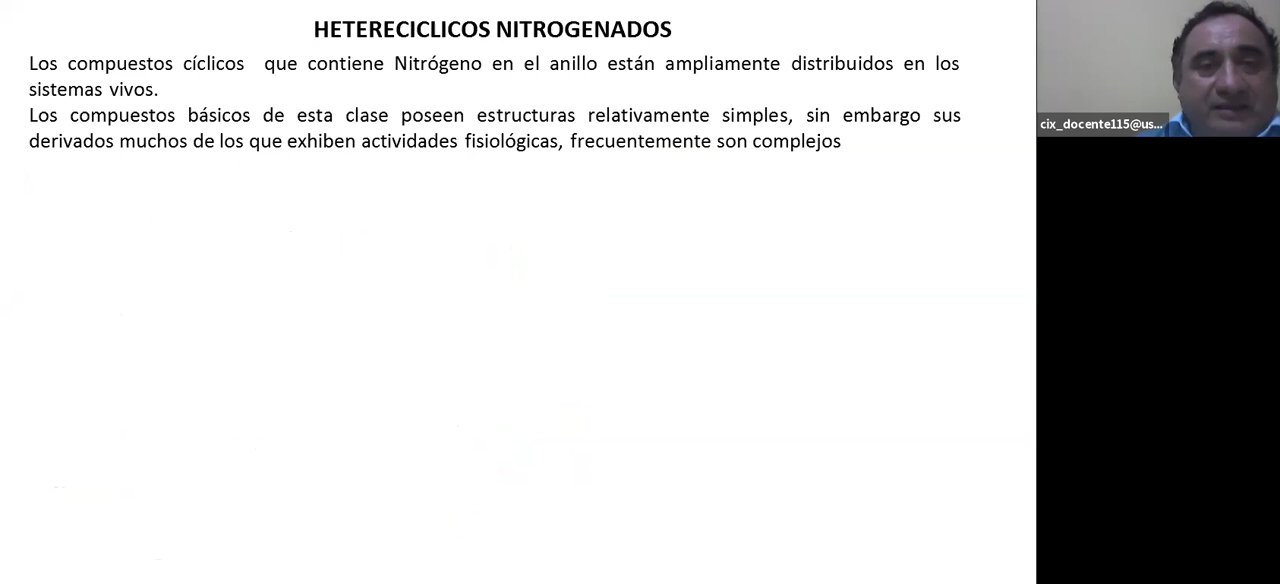 HETERECICLICOS NITROGENADOS
Los compuestos cíclicos que contiene Nitrógeno en el anillo están ampliamente distribuidos en los
sistemas vivos.
Los compuestos básicos de esta clase poseen estructuras relativamente simples, sin embargo sus
derivados muchos de los que exhiben actividades fisiológicas, frecuentemente son complejos
cix_docente115@us...